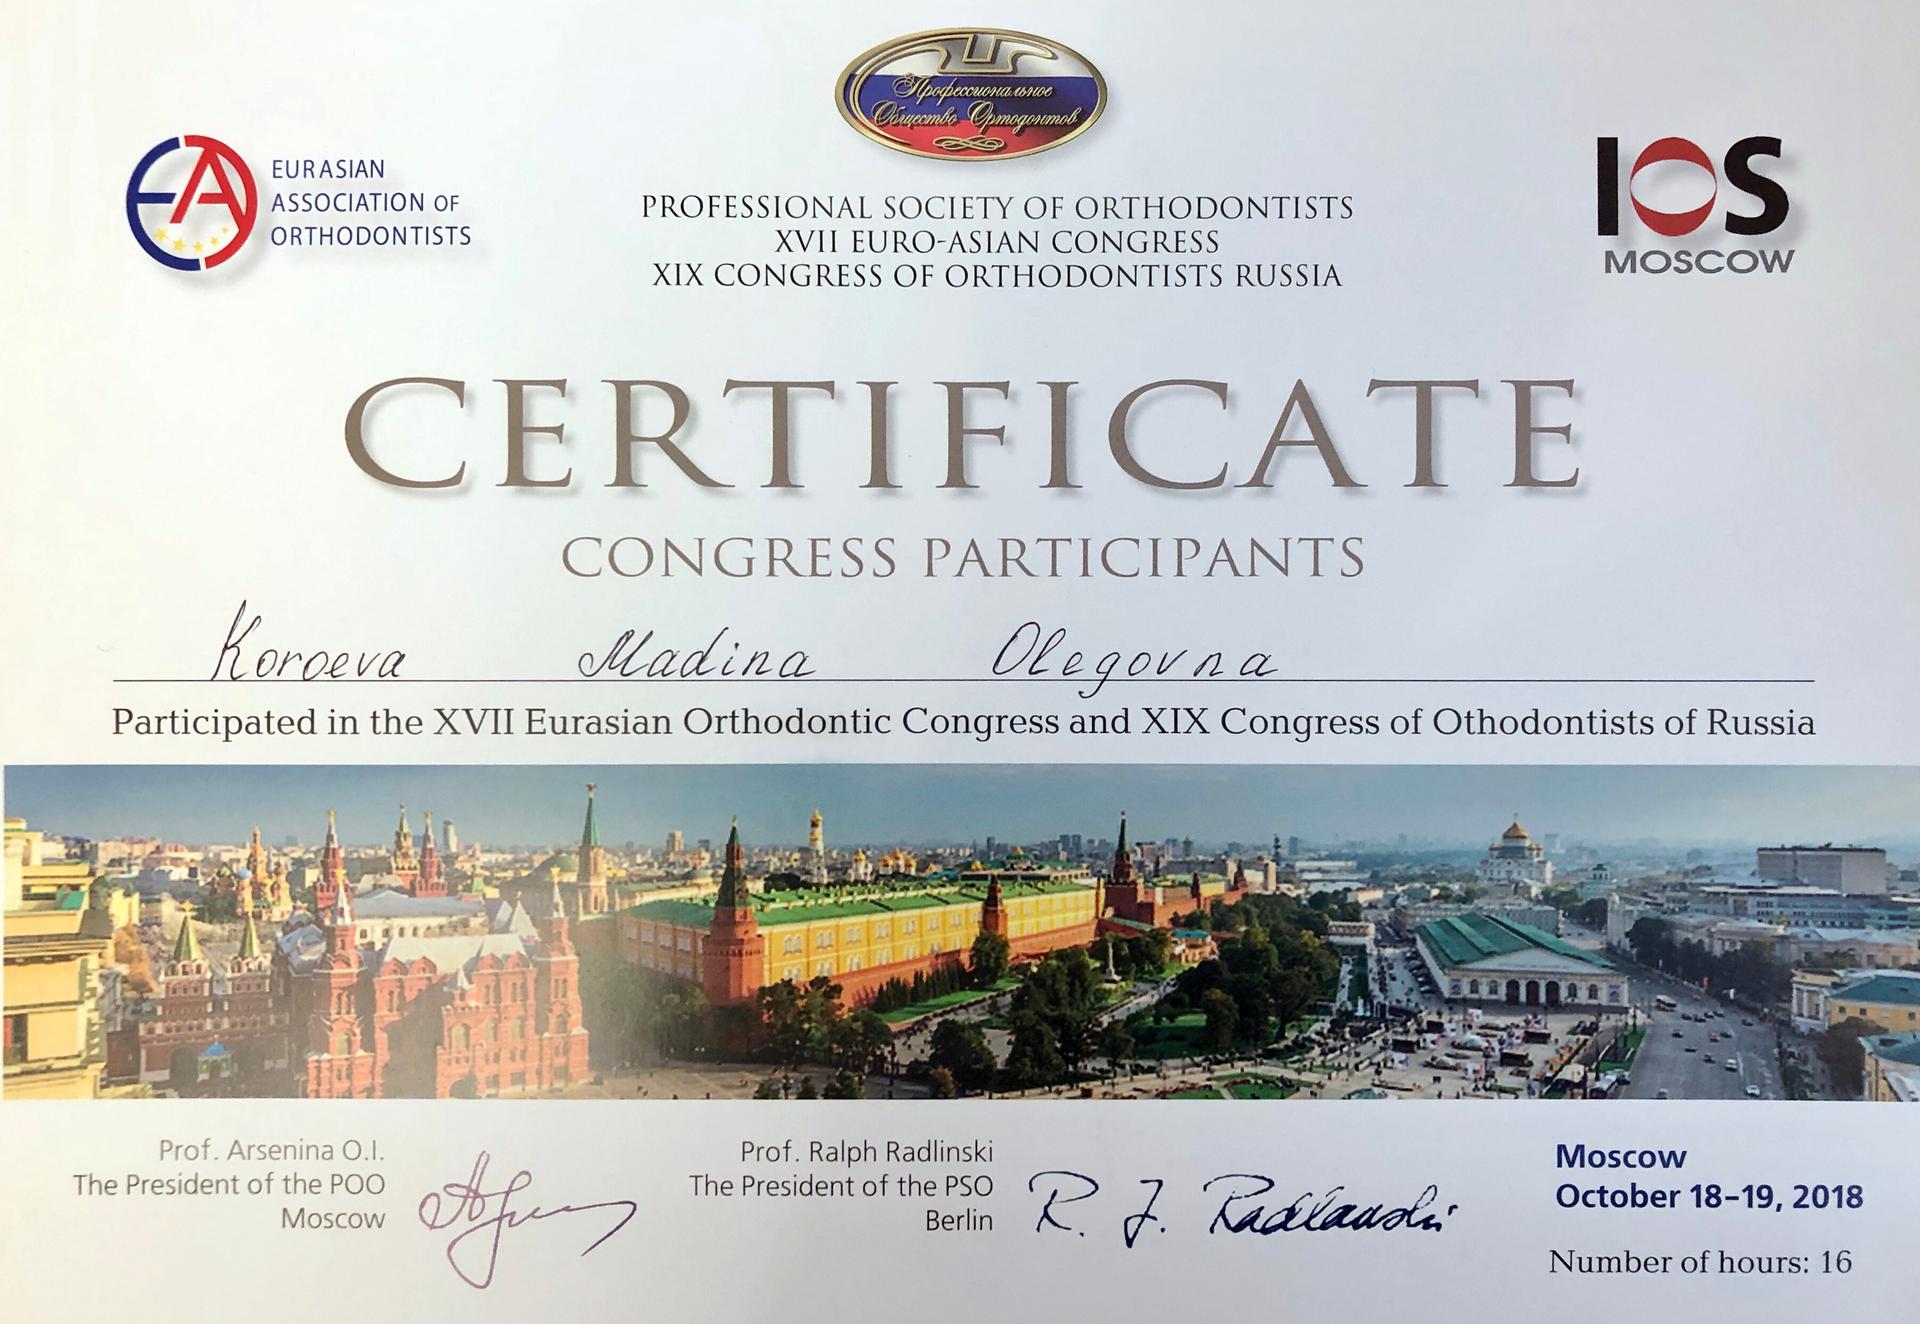 Профессиональное
Общество Ортодонтов
EURASIAN
ASSOCIATION OF
ORTHODONTISTS
EA
PROFESSIONAL SOCIETY OF ORTHODONTISTS
XVII EURO-ASIAN CONGRESS
XIX CONGRESS OF ORTHODONTISTS RUSSIA
IOS
MOSCOW
CERTIFICATE
CONGRESS PARTICIPANTS
Koroeva Madina Olegovna
Participated in the XVII Eurasian Orthodontic Congress and XIX Congress of Othodontists of Russia
Prof. Arsenina O.I.
The President of the POO
Moscow
Prof. Ralph Radlinski
The President of the PSO
Berlin
R. J. Radlanski
Moscow
October 18–19, 2018
Number of hours: 16